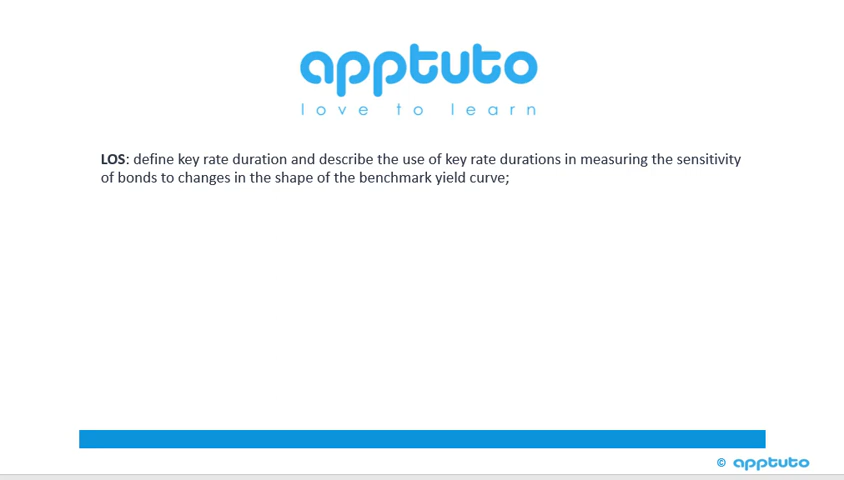 apptuto
love to learn
LOS: define key rate duration and describe the use of key rate durations in measuring the sensitivity
of bonds to changes in the shape of the benchmark yield curve;
© apptuto